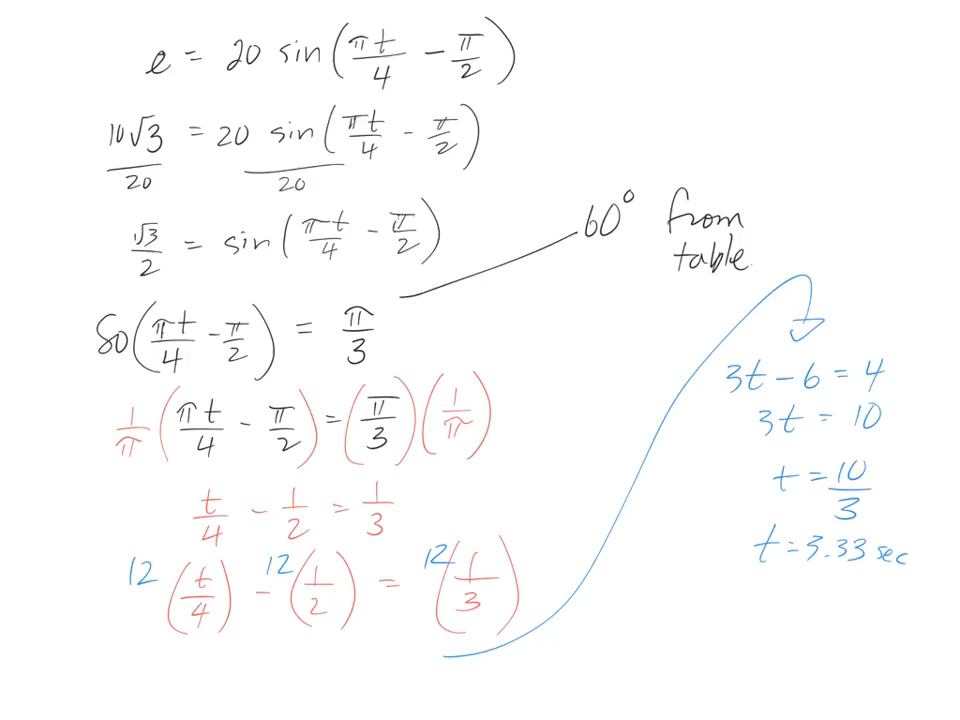 e = 20 sin(πt/4 − π/2)
10√3/20 = 20 sin(πt/4 − π/2)/20
√3/2 = sin(πt/4 − π/2)
60° from
table
so(πt/4 − π/2) = π/3
1/π(πt/4 − π/2) = (π/3)(1/π)
t/4 − 1/2 = 1/3
12(t/4) − 12(1/2) = 12(1/3)
3t − 6 = 4
3t = 10
t = 10/3
t = 3.33 sec